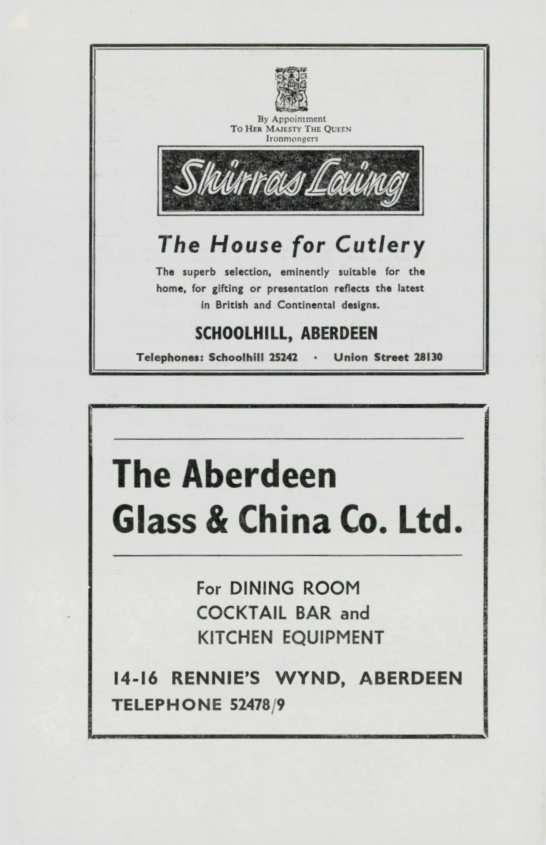 By Appointment
To Her Majesty The Queen
Ironmongers
Shirras Laing
The House for Cutlery
The superb selection, eminently suitable for the
home, for gifting or presentation reflects the latest
in British and Continental designs.
SCHOOLHILL, ABERDEEN
Telephones: Schoolhill 25242 · Union Street 28130
The Aberdeen
Glass & China Co. Ltd.
For DINING ROOM
COCKTAIL BAR and
KITCHEN EQUIPMENT
14-16 RENNIE'S WYND, ABERDEEN
TELEPHONE 52478/9